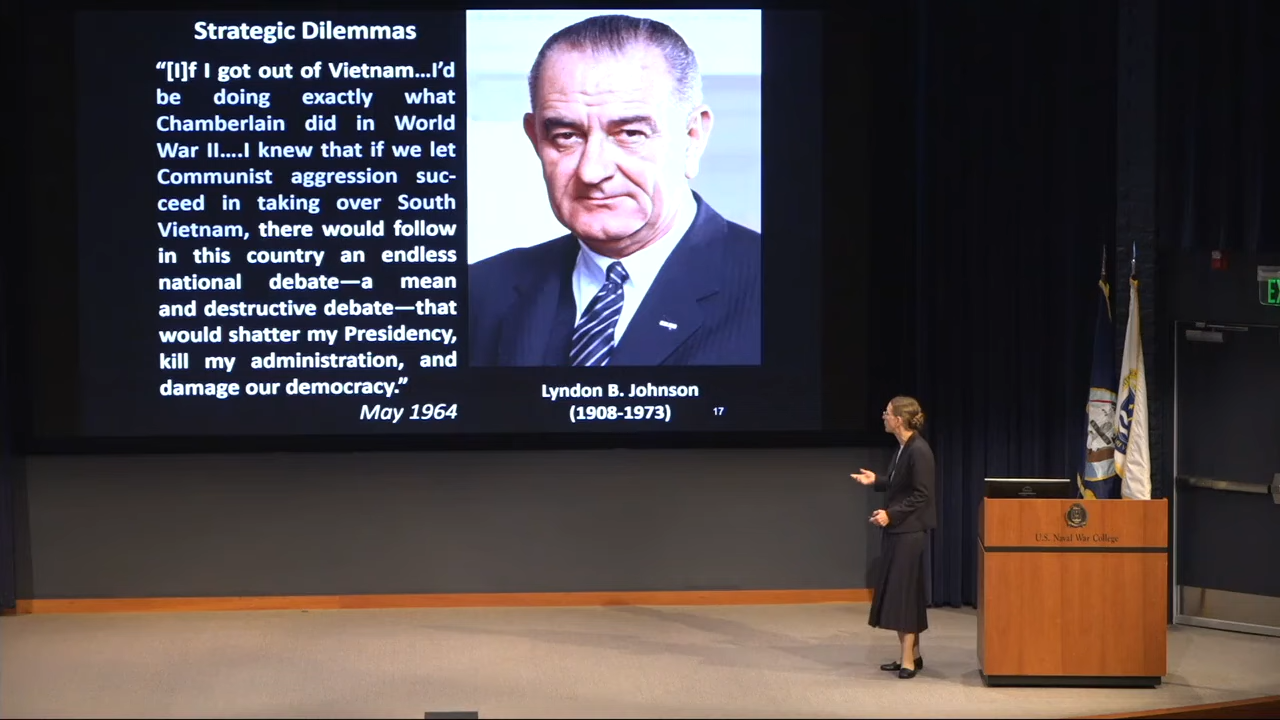 Strategic Dilemmas
“[I]f I got out of Vietnam…I’d
be doing exactly what
Chamberlain did in World
War II….I knew that if we let
Communist aggression suc-
ceed in taking over South
Vietnam, there would follow
in this country an endless
national debate—a mean
and destructive debate—that
would shatter my Presidency,
kill my administration, and
damage our democracy.”
May 1964
Lyndon B. Johnson
(1908-1973)
17
U.S. Naval War College